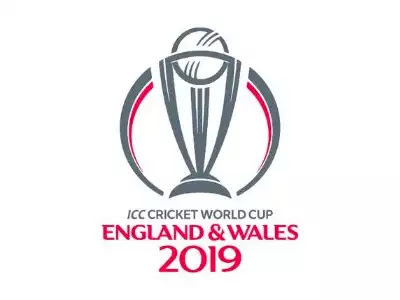 ICC CRICKET WORLD CUP
ENGLAND & WALES
2019